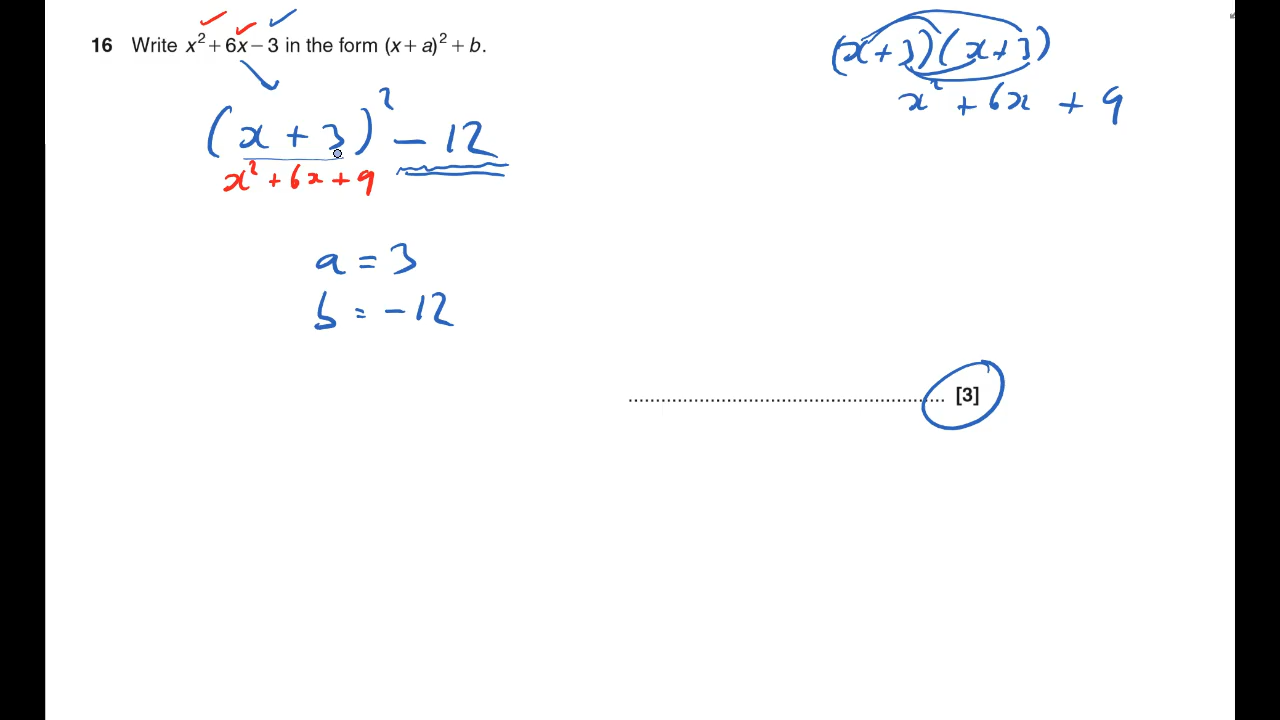 16 Write x² + 6x − 3 in the form (x + a)² + b.
(x + 3)(x + 3)
x² + 6x + 9
(x + 3)² − 12
x² + 6x + 9
a = 3
b = −12
.......................................................... [3]